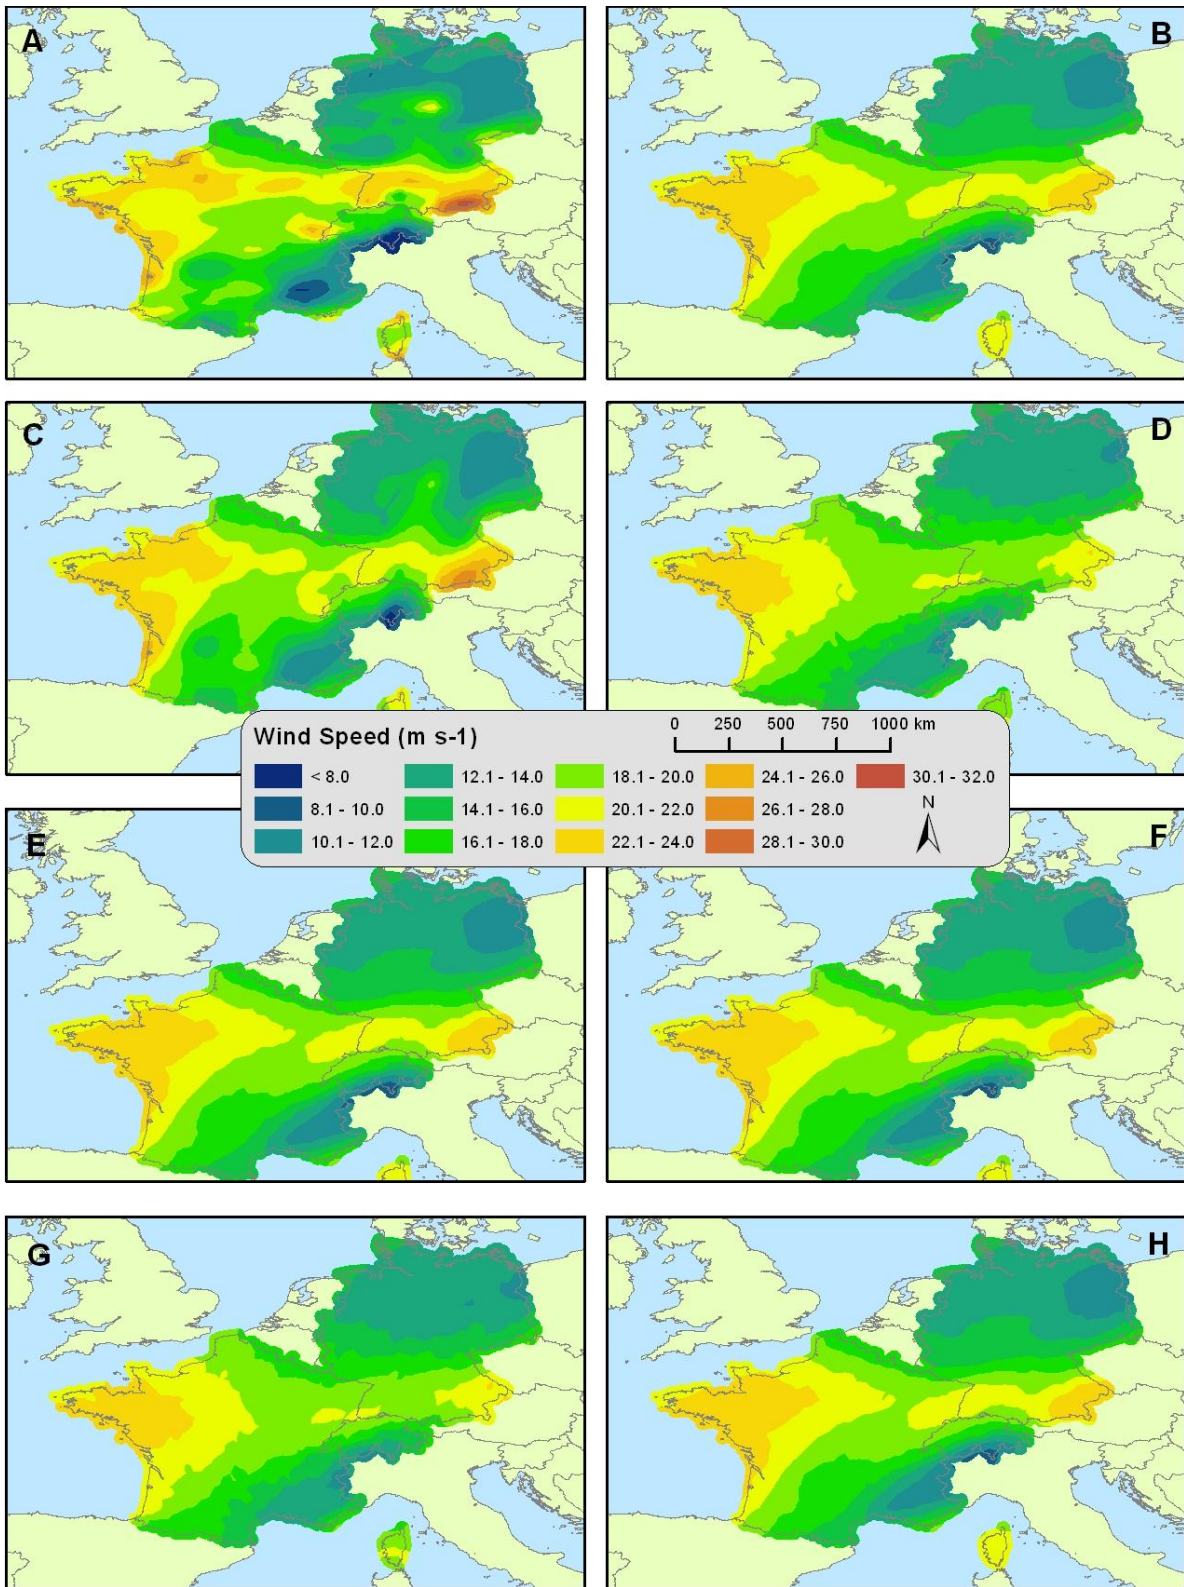 A
B
C
D
Wind Speed (m s-1)
0 250 500 750 1000 km
< 8.0 12.1 - 14.0 18.1 - 20.0 24.1 - 26.0 30.1 - 32.0
8.1 - 10.0 14.1 - 16.0 20.1 - 22.0 26.1 - 28.0 N
10.1 - 12.0 16.1 - 18.0 22.1 - 24.0 28.1 - 30.0
E
F
G
H